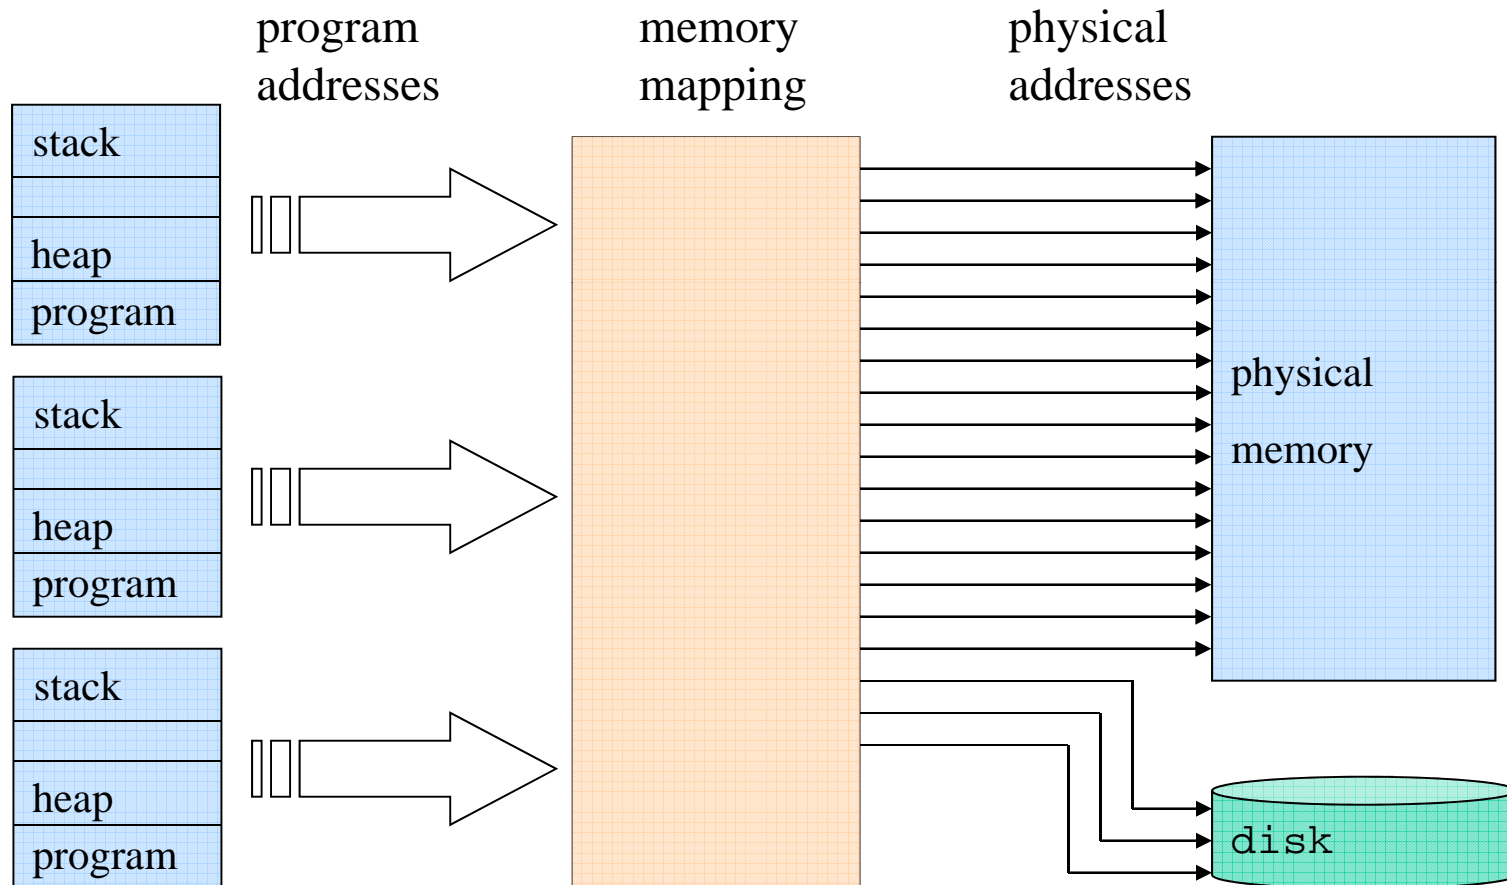 program
addresses
memory
mapping
physical
addresses
stack
heap
program
stack
heap
program
stack
heap
program
physical
memory
disk